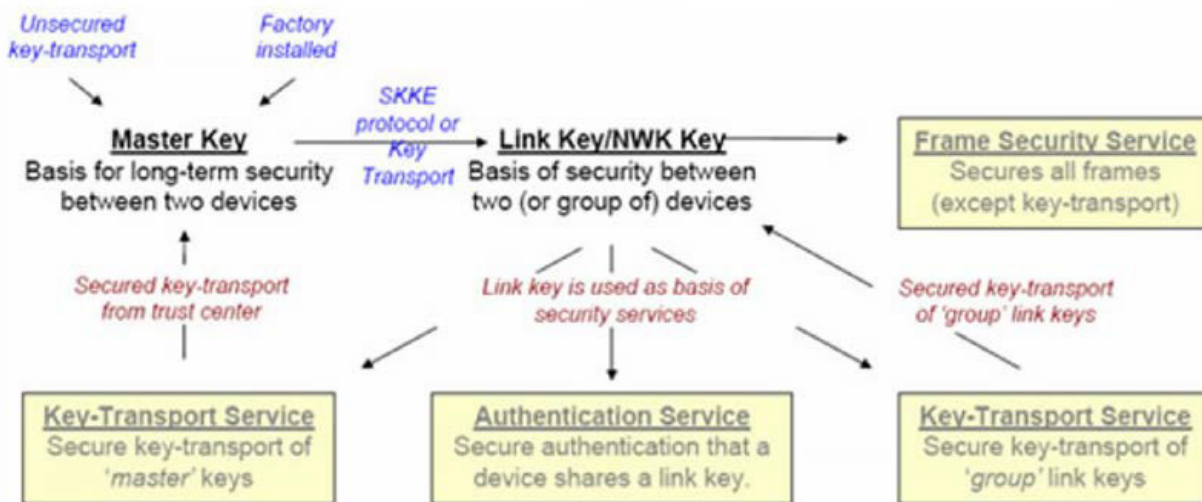 Unsecured
key-transport
Factory
installed
SKKE
protocol or
Key
Transport
Master Key
Basis for long-term security
between two devices
Link Key/NWK Key
Basis of security between
two (or group of) devices
Frame Security Service
Secures all frames
(except key-transport)
Secured key-transport
from trust center
Link key is used as basis of
security services
Secured key-transport
of 'group' link keys
Key-Transport Service
Secure key-transport of
'master' keys
Authentication Service
Secure authentication that a
device shares a link key.
Key-Transport Service
Secure key-transport of
'group' link keys